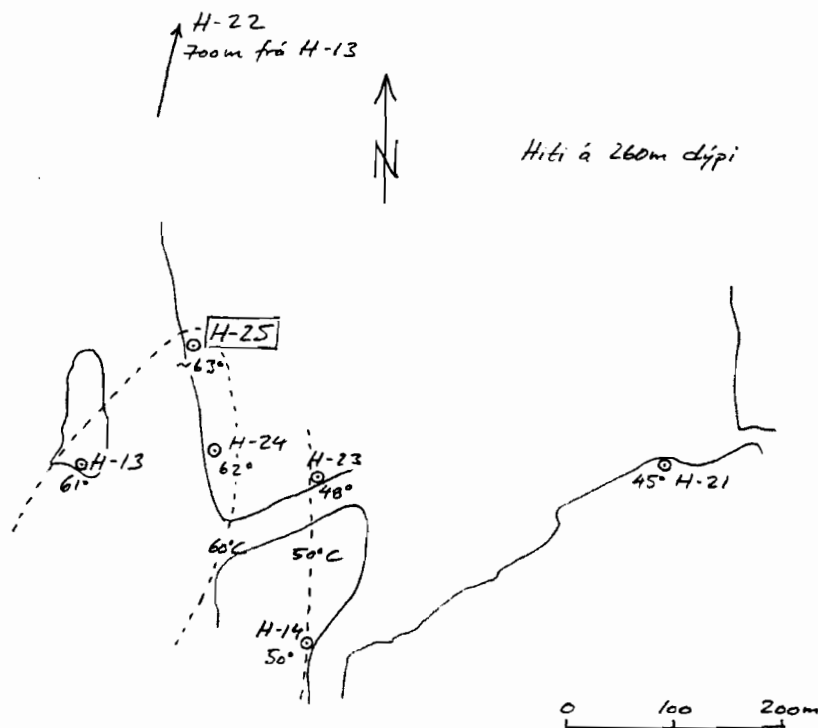 H-22
700m frá H-13
N
Hiti á 260m dýpi
H-25
~63°
H-24
62°
H-13
61°
H-23
48°
45° H-21
60°C
50°C
H-14
50°
0 100 200m